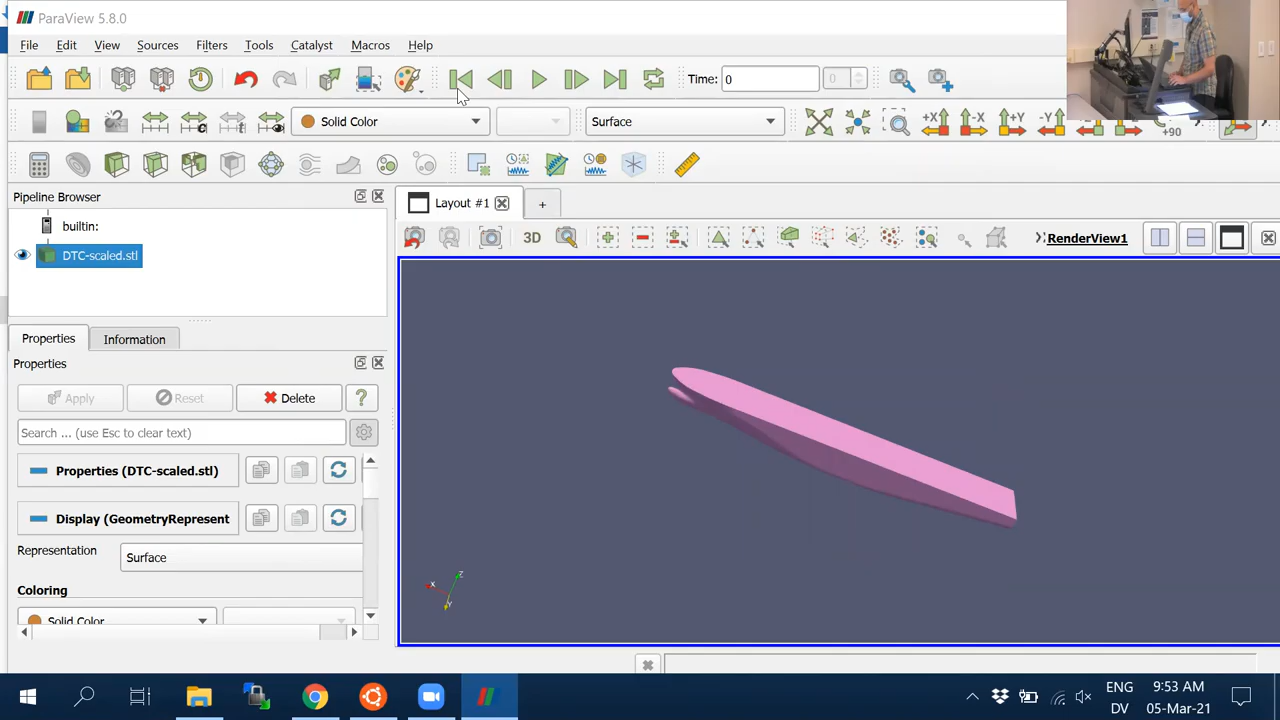 ParaView 5.8.0
File Edit View Sources Filters Tools Catalyst Macros Help
Time: 0 0
Solid Color Surface +X -X +Y -Y
+90
Pipeline Browser
builtin:
DTC-scaled.stl
Layout #1 +
3D RenderView1
Properties Information
Properties
Apply Reset Delete ?
Search ... (use Esc to clear text)
Properties (DTC-scaled.stl)
Display (GeometryRepresent
Representation Surface
Coloring
Solid Color
X Z Y
ENG 9:53 AM
DV 05-Mar-21